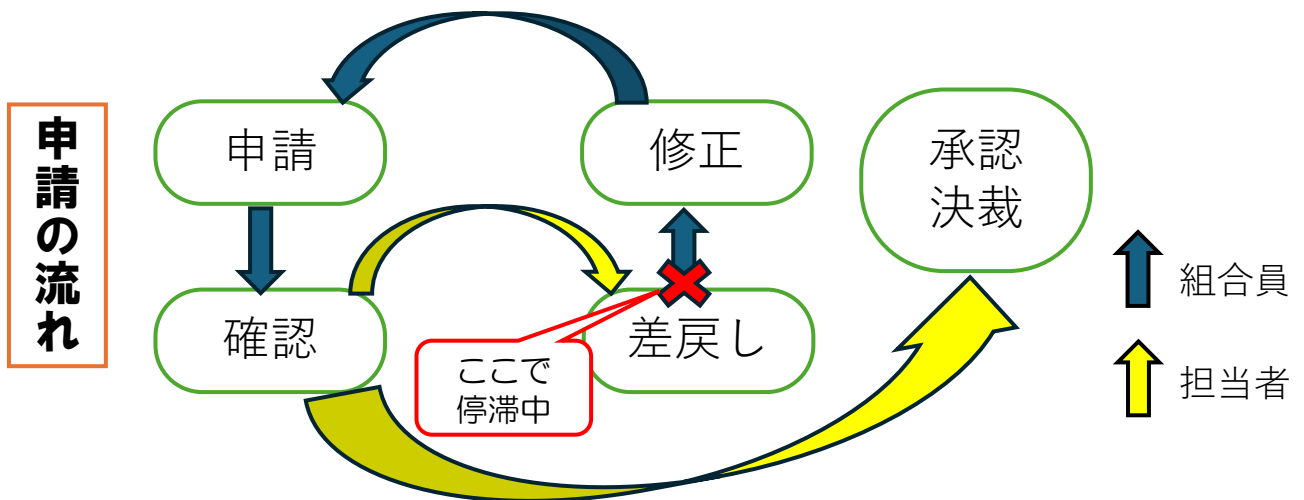 申請の流れ
申請
修正
承認
決裁
確認
差戻し
ここで
停滞中
組合員
担当者